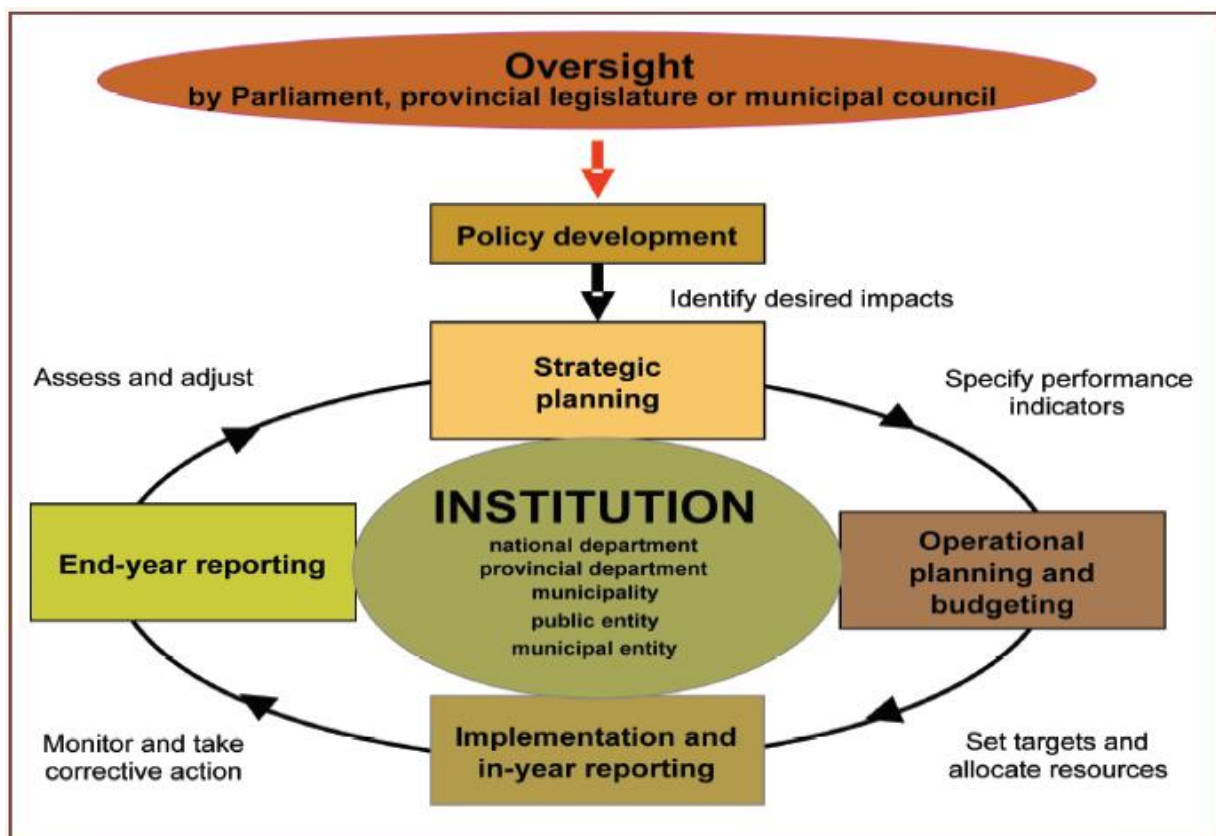 Oversight
by Parliament, provincial legislature or municipal council
Policy development
Identify desired impacts
Strategic
planning
Assess and adjust
Specify performance
indicators
INSTITUTION
national department
provincial department
municipality
public entity
municipal entity
End-year reporting
Operational
planning and
budgeting
Implementation and
in-year reporting
Monitor and take
corrective action
Set targets and
allocate resources